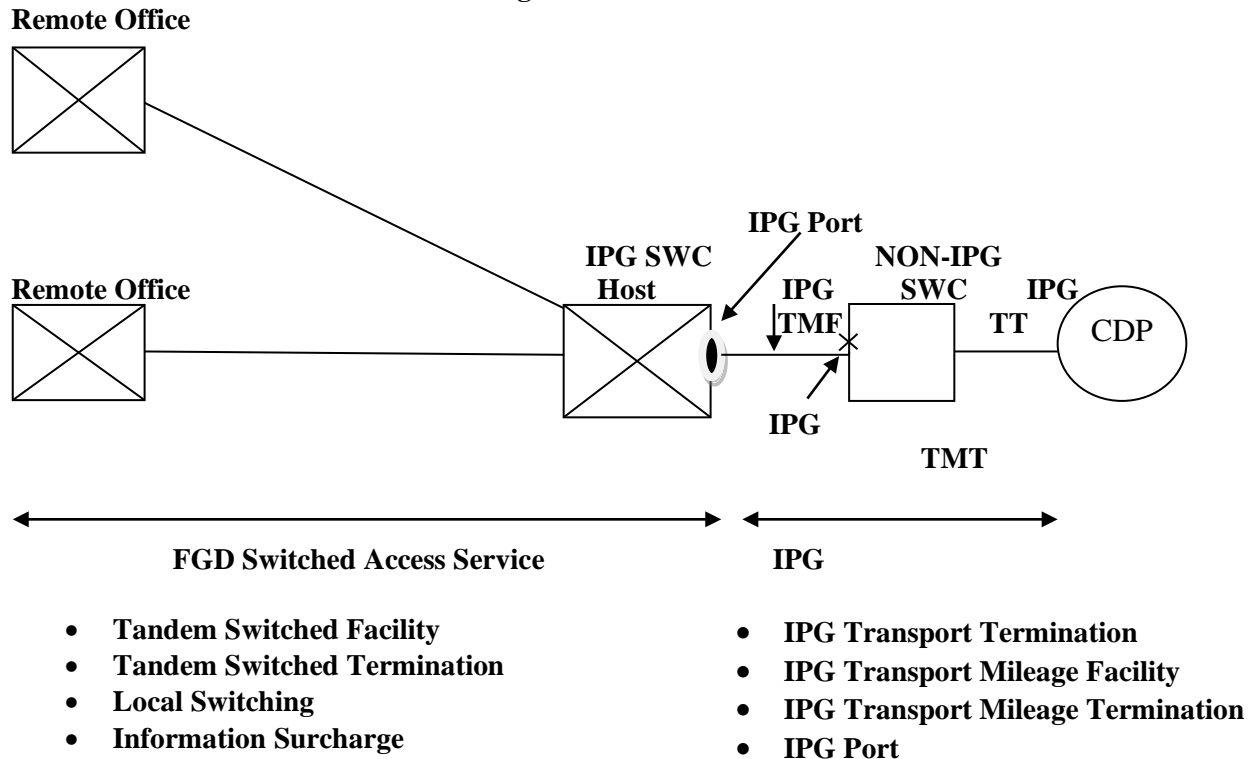 Remote Office
IPG Port
IPG SWC
Host
NON-IPG
SWC
Remote Office
IPG
TMF
IPG
TT
CDP
IPG
TMT
FGD Switched Access Service
IPG
• Tandem Switched Facility
• Tandem Switched Termination
• Local Switching
• Information Surcharge
• IPG Transport Termination
• IPG Transport Mileage Facility
• IPG Transport Mileage Termination
• IPG Port